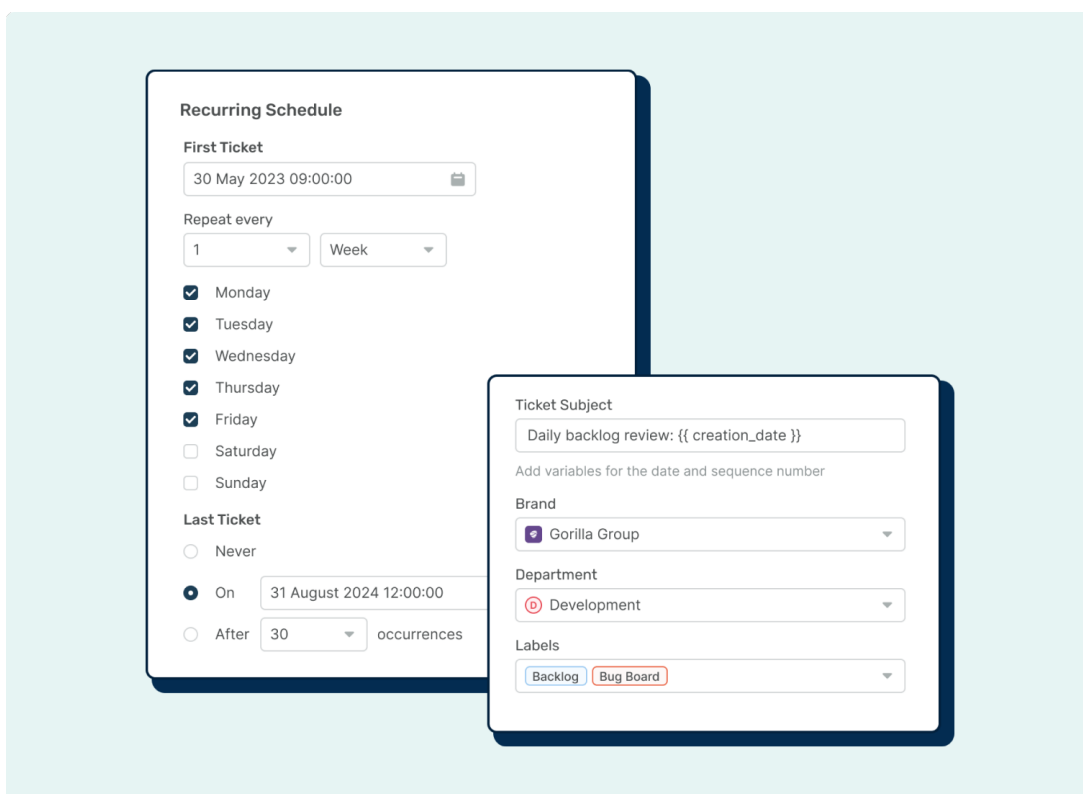 Recurring Schedule
First Ticket
30 May 2023 09:00:00
Repeat every
1 Week
Monday
Tuesday
Wednesday
Thursday
Friday
Saturday
Sunday
Last Ticket
Never
On 31 August 2024 12:00:00
After 30 occurrences
Ticket Subject
Daily backlog review: {{ creation_date }}
Add variables for the date and sequence number
Brand
Gorilla Group
Department
D Development
Labels
Backlog Bug Board